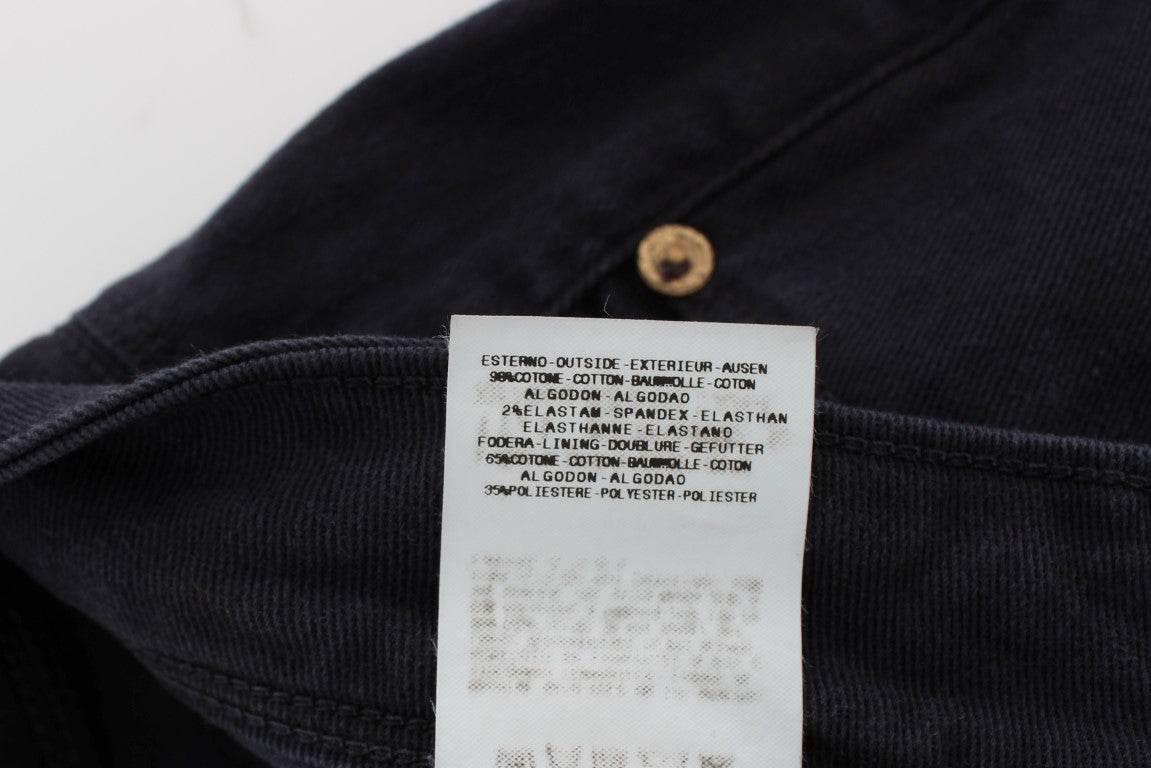 ESTERNO-OUTSIDE-EXTERIEUR-AUSEN
98%COTONE-COTTON-BAUMWOLLE-COTON
ALGODON-ALGODAO
2%ELASTAM-SPANDEX-ELASTHAN
ELASTHANNE-ELASTANO
FODERA-LINING-DOUBLURE-GEFUTTER
65%COTONE-COTTON-BAUMWOLLE-COTON
ALGODON-ALGODAO
35%POLIESTERE-POLYESTER-POLIESTER